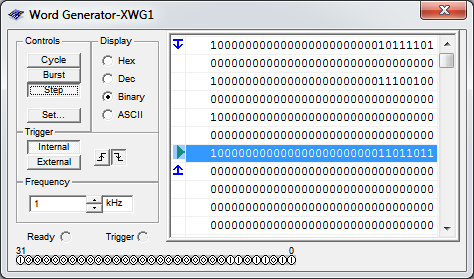 Word Generator-XWG1
Controls
Cycle
Burst
Step
Set...
Display
Hex
Dec
Binary
ASCII
Trigger
Internal
External
Frequency
1
kHz
Ready
Trigger
31
0
10000000000000000000000010111101
00000000000000000000000000000000
10000000000000000000000011100100
00000000000000000000000000000000
10000000000000000000000000000000
00000000000000000000000000000000
10000000000000000000000011011011
00000000000000000000000000000000
00000000000000000000000000000000
00000000000000000000000000000000
00000000000000000000000000000000